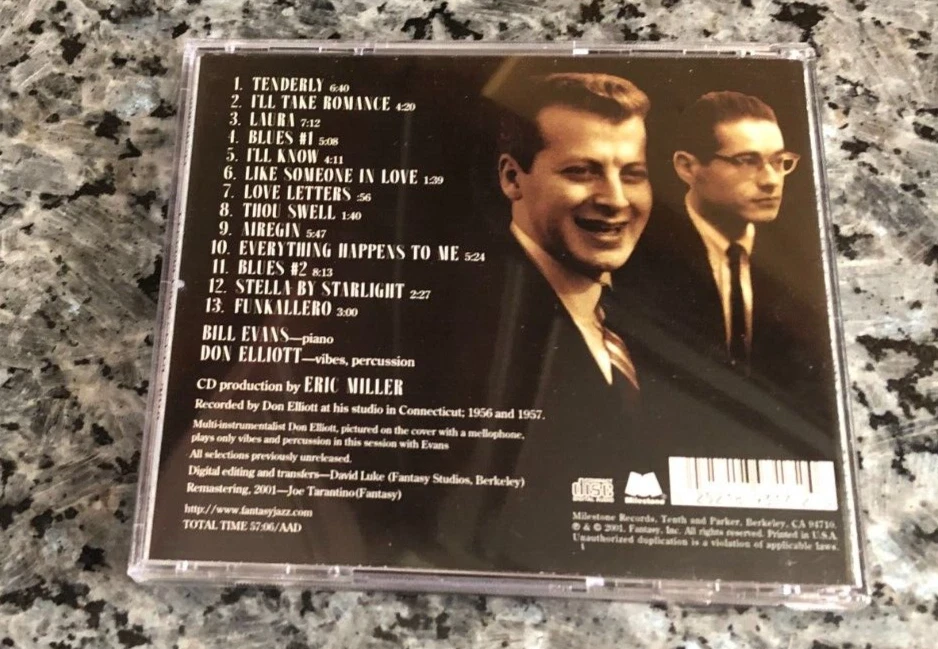 1. TENDERLY 6:40
2. I'LL TAKE ROMANCE 4:20
3. LAURA 7:12
4. BLUES #1 5:08
5. I'LL KNOW 4:11
6. LIKE SOMEONE IN LOVE 1:39
7. LOVE LETTERS :56
8. THOU SWELL 1:40
9. AIREGIN 5:47
10. EVERYTHING HAPPENS TO ME 5:24
11. BLUES #2 8:13
12. STELLA BY STARLIGHT 2:27
13. FUNKALLERO 3:00
BILL EVANS—piano
DON ELLIOTT—vibes, percussion
CD production by ERIC MILLER
Recorded by Don Elliott at his studio in Connecticut; 1956 and 1957.
Multi-instrumentalist Don Elliott, pictured on the cover with a mellophone,
plays only vibes and percussion in this session with Evans
All selections previously unreleased.
Digital editing and transfers—David Luke (Fantasy Studios, Berkeley)
Remastering, 2001—Joe Tarantino(Fantasy)
http://www.fantasyjazz.com
TOTAL TIME 57:06/AAD
disc
Milestone
Milestone Records, Tenth and Parker, Berkeley, CA 94710.
℗ & © 2001, Fantasy, Inc. All rights reserved. Printed in U.S.A.
Unauthorized duplication is a violation of applicable laws.